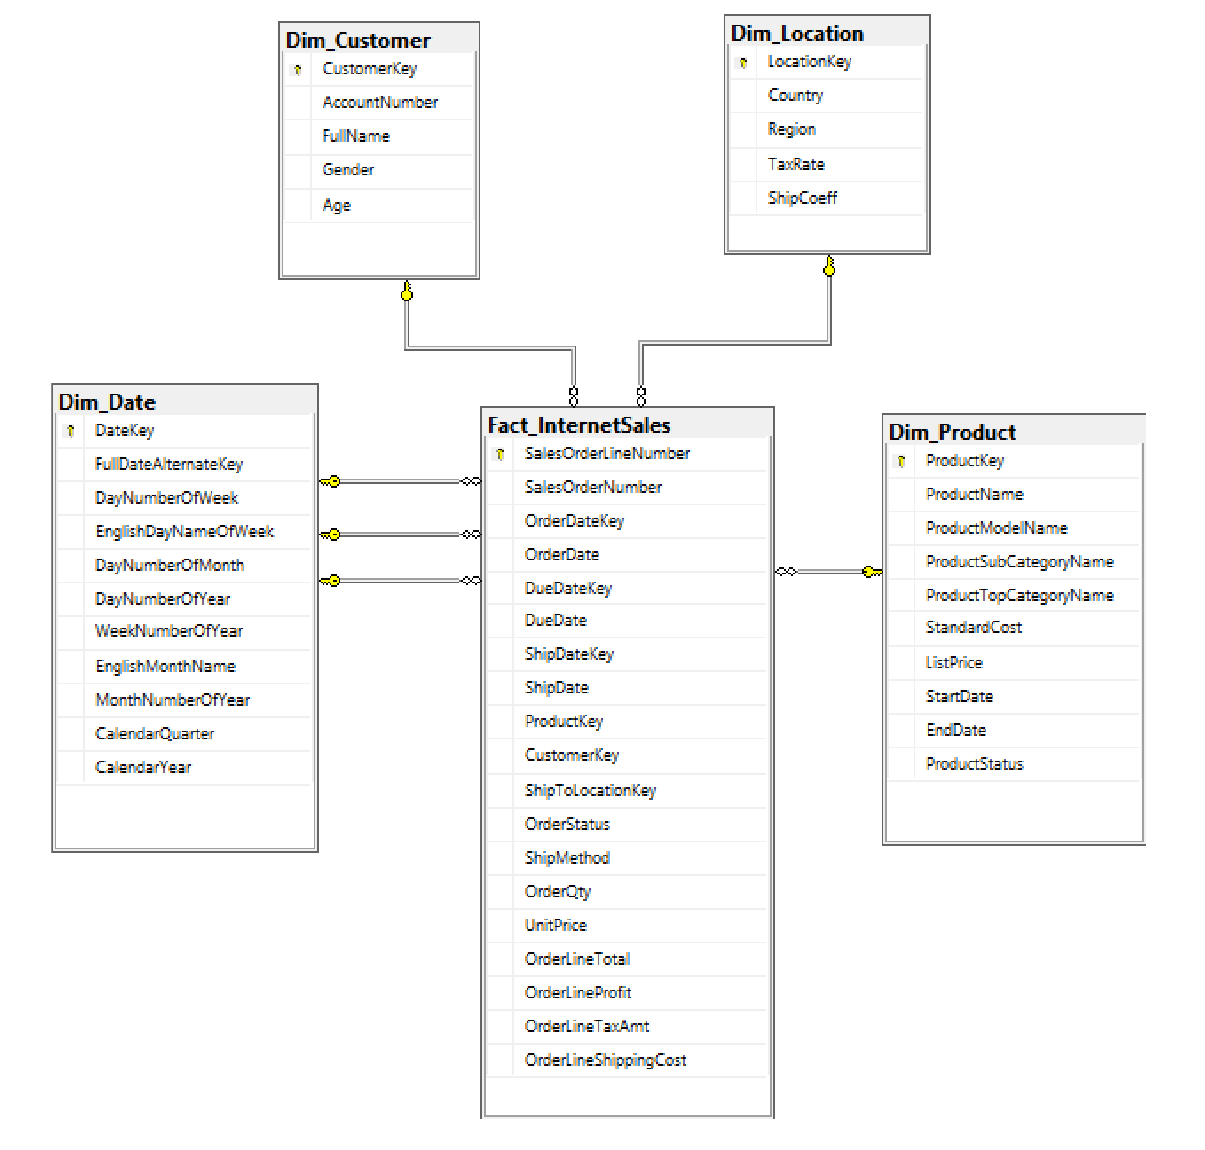 Dim_Customer
CustomerKey
AccountNumber
FullName
Gender
Age
Dim_Location
LocationKey
Country
Region
TaxRate
ShipCoeff
Dim_Date
DateKey
FullDateAlternateKey
DayNumberOfWeek
EnglishDayNameOfWeek
DayNumberOfMonth
DayNumberOfYear
WeekNumberOfYear
EnglishMonthName
MonthNumberOfYear
CalendarQuarter
CalendarYear
Fact_InternetSales
SalesOrderLineNumber
SalesOrderNumber
OrderDateKey
OrderDate
DueDateKey
DueDate
ShipDateKey
ShipDate
ProductKey
CustomerKey
ShipToLocationKey
OrderStatus
ShipMethod
OrderQty
UnitPrice
OrderLineTotal
OrderLineProfit
OrderLineTaxAmt
OrderLineShippingCost
Dim_Product
ProductKey
ProductName
ProductModelName
ProductSubCategoryName
ProductTopCategoryName
StandardCost
ListPrice
StartDate
EndDate
ProductStatus